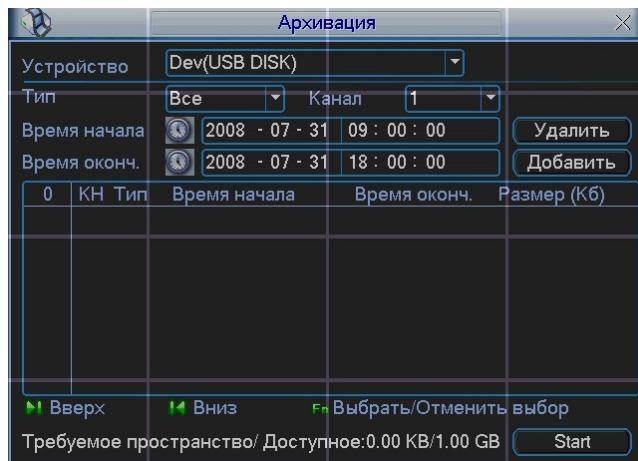 Архивация
Устройство Dev(USB DISK)
Тип Все Канал 1
Время начала 2008 - 07 - 31 09 : 00 : 00 Удалить
Время оконч. 2008 - 07 - 31 18 : 00 : 00 Добавить
0 КН Тип Время начала Время оконч. Размер (Кб)
Вверх Вниз Fn Выбрать/Отменить выбор
Требуемое пространство/ Доступное:0.00 KB/1.00 GB Start